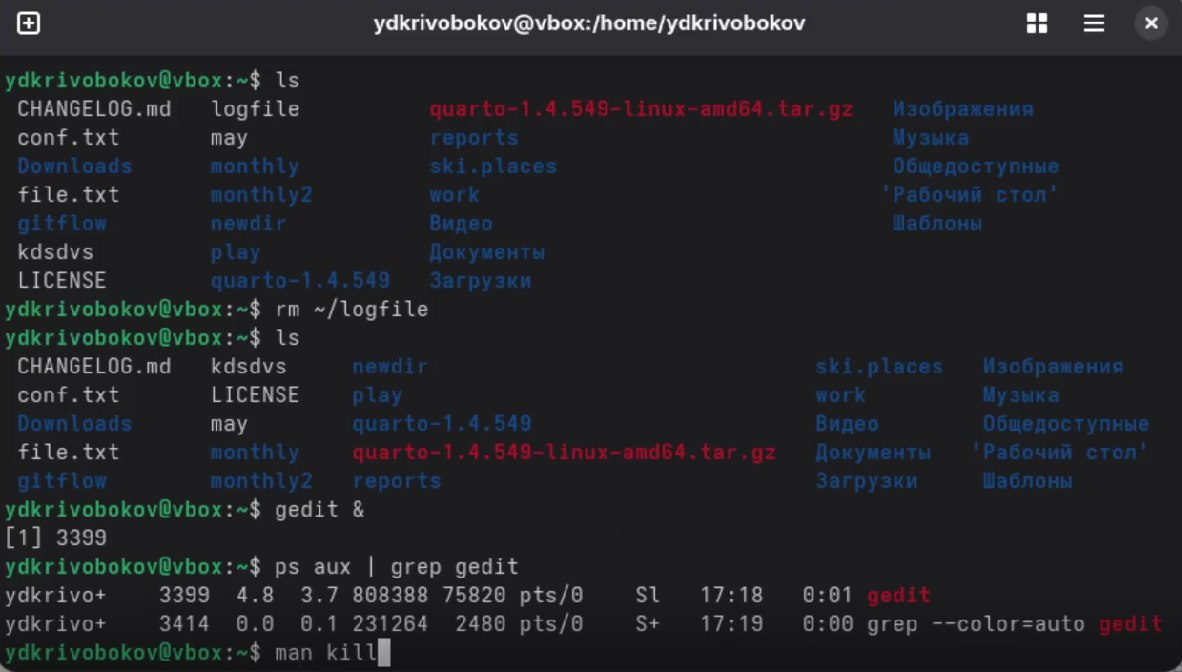 ydkrivobokov@vbox:/home/ydkrivobokov
ydkrivobokov@vbox:~$ ls
CHANGELOG.md logfile quarto-1.4.549-linux-amd64.tar.gz Изображения
conf.txt may reports Музыка
Downloads monthly ski.places Общедоступные
file.txt monthly2 work 'Рабочий стол'
gitflow newdir Видео Шаблоны
kdsdvs play Документы
LICENSE quarto-1.4.549 Загрузки
ydkrivobokov@vbox:~$ rm ~/logfile
ydkrivobokov@vbox:~$ ls
CHANGELOG.md kdsdvs newdir ski.places Изображения
conf.txt LICENSE play work Музыка
Downloads may quarto-1.4.549 Видео Общедоступные
file.txt monthly quarto-1.4.549-linux-amd64.tar.gz Документы 'Рабочий стол'
gitflow monthly2 reports Загрузки Шаблоны
ydkrivobokov@vbox:~$ gedit &
[1] 3399
ydkrivobokov@vbox:~$ ps aux | grep gedit
ydkrivo+ 3399 4.8 3.7 808388 75820 pts/0 Sl 17:18 0:01 gedit
ydkrivo+ 3414 0.0 0.1 231264 2480 pts/0 S+ 17:19 0:00 grep --color=auto gedit
ydkrivobokov@vbox:~$ man kill